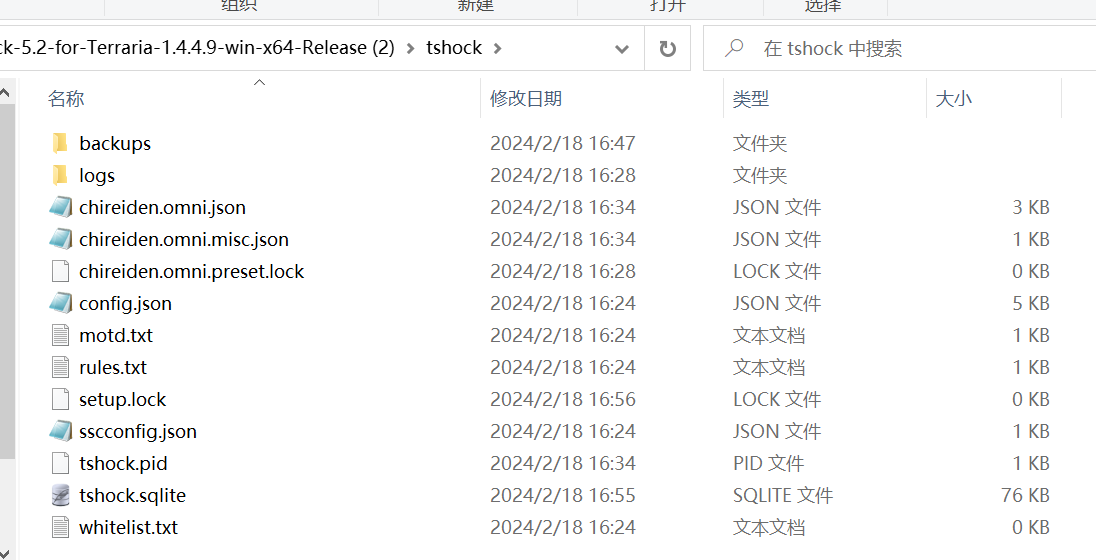 组织 新建 打开 选择
ck-5.2-for-Terraria-1.4.4.9-win-x64-Release (2) > tshock > 在 tshock 中搜索
名称 修改日期 类型 大小
backups 2024/2/18 16:47 文件夹
logs 2024/2/18 16:28 文件夹
chireiden.omni.json 2024/2/18 16:34 JSON 文件 3 KB
chireiden.omni.misc.json 2024/2/18 16:34 JSON 文件 1 KB
chireiden.omni.preset.lock 2024/2/18 16:28 LOCK 文件 0 KB
config.json 2024/2/18 16:24 JSON 文件 5 KB
motd.txt 2024/2/18 16:24 文本文档 1 KB
rules.txt 2024/2/18 16:24 文本文档 1 KB
setup.lock 2024/2/18 16:56 LOCK 文件 0 KB
sscconfig.json 2024/2/18 16:24 JSON 文件 1 KB
tshock.pid 2024/2/18 16:34 PID 文件 1 KB
tshock.sqlite 2024/2/18 16:55 SQLITE 文件 76 KB
whitelist.txt 2024/2/18 16:24 文本文档 0 KB